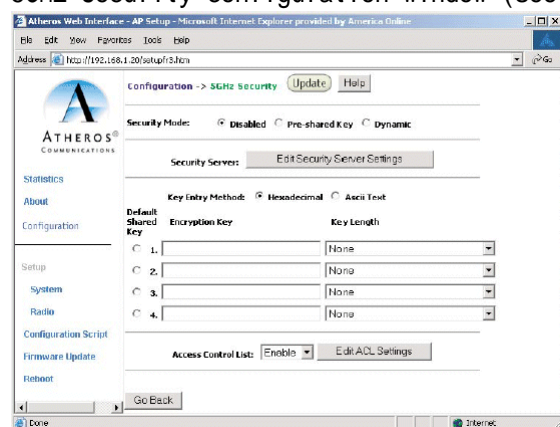 Atheros Web Interface - AP Setup - Microsoft Internet Explorer provided by America Online
File Edit View Favorites Tools Help
Address http://192.168.1.20/setupfr3.htm Go
Configuration -> 5GHz Security Update Help
ATHEROS®
COMMUNICATIONS
Statistics
About
Configuration
Setup
System
Radio
Configuration Script
Firmware Update
Reboot
Security Mode: Disabled Pre-shared Key Dynamic
Security Server: Edit Security Server Settings
Key Entry Method: Hexadecimal Ascii Text
Default Shared Key Encryption Key Key Length
1. None
2. None
3. None
4. None
Access Control List: Enable Edit ACL Settings
Go Back
Done Internet